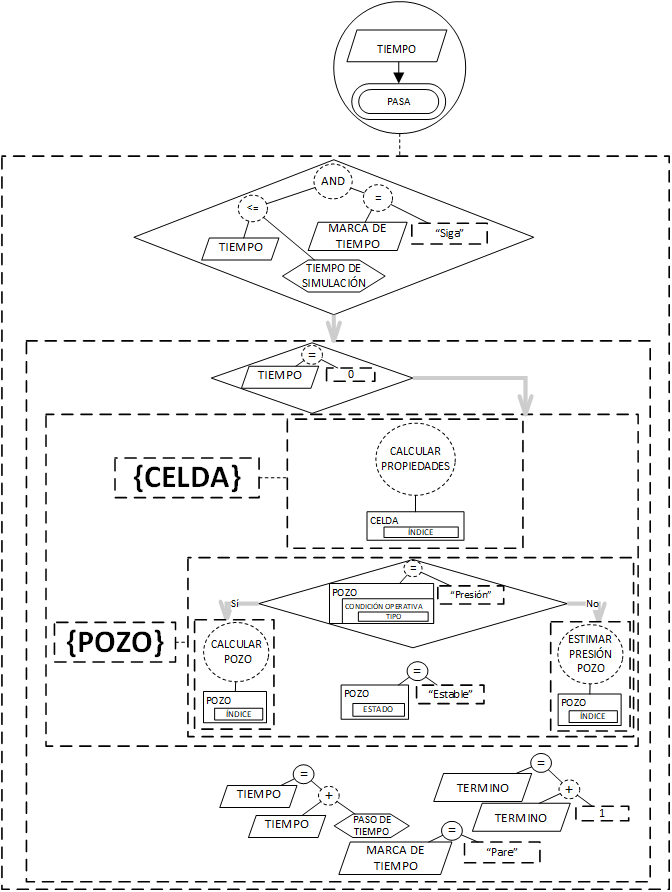 TIEMPO
PASA
AND
<=
=
TIEMPO
MARCA DE
TIEMPO
“Siga”
TIEMPO DE
SIMULACIÓN
=
TIEMPO
0
CALCULAR
PROPIEDADES
{CELDA}
CELDA
ÍNDICE
=
POZO
CONDICIÓN OPERATIVA
TIPO
“Presión”
Sí
No
{POZO}
CALCULAR
POZO
POZO
ÍNDICE
=
POZO
ESTADO
“Estable”
ESTIMAR
PRESIÓN
POZO
POZO
ÍNDICE
=
TIEMPO
+
TIEMPO
PASO DE
TIEMPO
=
TERMINO
+
TERMINO
1
=
MARCA DE
TIEMPO
“Pare”